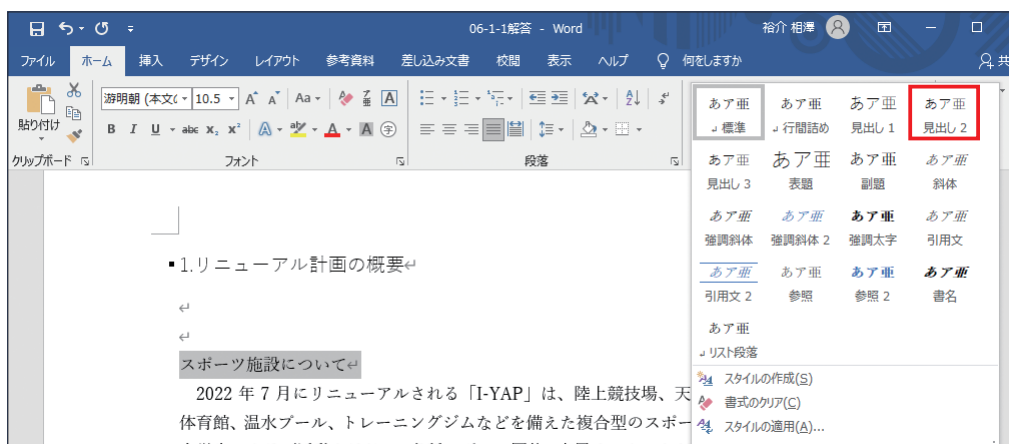 06-1-1解答 - Word
裕介 相澤
ファイル ホーム 挿入 デザイン レイアウト 参考資料 差し込み文書 校閲 表示 ヘルプ 何をしますか 共
貼り付け
游明朝 (本文の 10.5 A A Aa A
B I U abc x₂ x² A A A 字
クリップボード フォント 段落
あア亜 あア亜 あア亜 あア亜
↲標準 ↲行間詰め 見出し 1 見出し 2
あア亜 あア亜 あア亜 あア亜
見出し 3 表題 副題 斜体
あア亜 あア亜 あア亜 あア亜
強調斜体 強調斜体 2 強調太字 引用文
あア亜 あア亜 あア亜 あア亜
引用文 2 参照 参照 2 書名
あア亜
↲リスト段落
スタイルの作成(S)
書式のクリア(C)
スタイルの適用(A)...
▪1.リニューアル計画の概要↵
↵
↵
スポーツ施設について↵
2022 年 7 月にリニューアルされる「I-YAP」は、陸上競技場、天
体育館、温水プール、トレーニングジムなどを備えた複合型のスポー